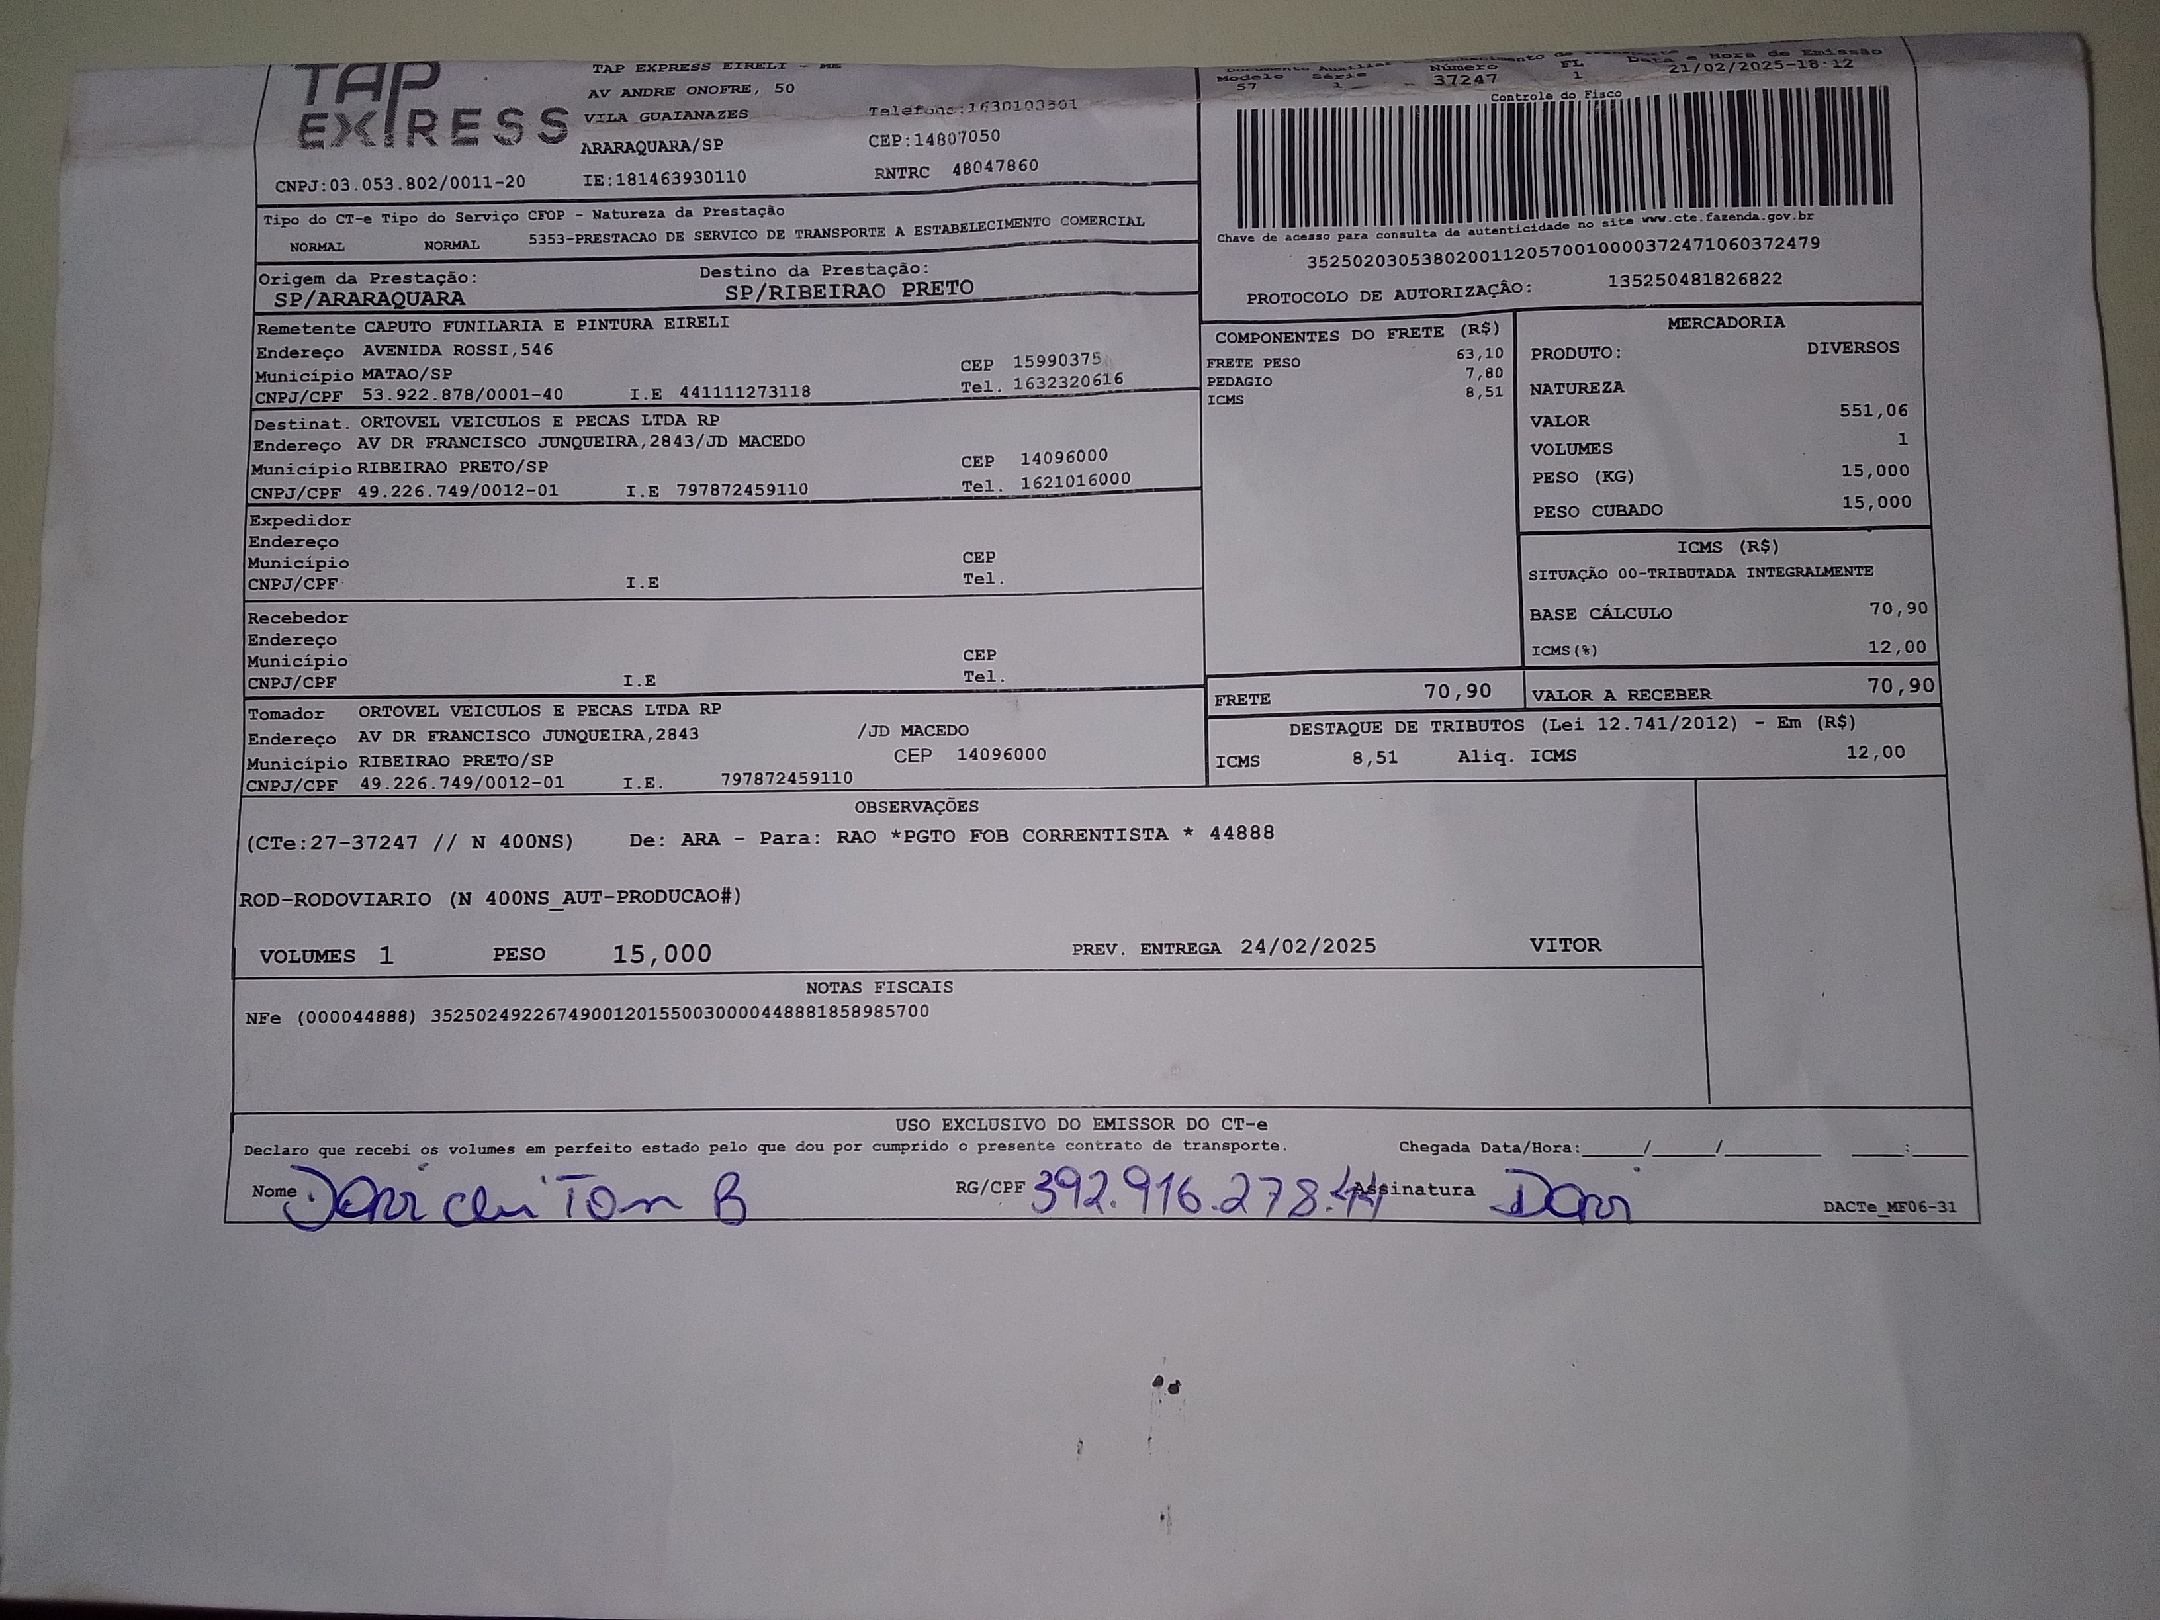 TAP
EXPRESS
TAP EXPRESS EIRELI - ME
AV ANDRE ONOFRE, 50
VILA GUAIANAZES
ARARAQUARA/SP
CNPJ:03.053.802/0011-20 IE:181463930110
Telefone:1630103301
CEP:14807050
RNTRC 48047860
Modelo Série Número FL Data e Hora de Emissão
57 1 37247 1 21/02/2025-18:12
Controle do Fisco
Chave de acesso para consulta de autenticidade no site www.cte.fazenda.gov.br
35250203053802001120570010000372471060372479
PROTOCOLO DE AUTORIZAÇÃO: 135250481826822
Tipo do CT-e Tipo do Serviço CFOP - Natureza da Prestação
NORMAL NORMAL 5353-PRESTACAO DE SERVICO DE TRANSPORTE A ESTABELECIMENTO COMERCIAL
Origem da Prestação: Destino da Prestação:
SP/ARARAQUARA SP/RIBEIRAO PRETO
Remetente CAPUTO FUNILARIA E PINTURA EIRELI
Endereço AVENIDA ROSSI,546
Município MATAO/SP CEP 15990375
CNPJ/CPF 53.922.878/0001-40 I.E 441111273118 Tel. 1632320616
Destinat. ORTOVEL VEICULOS E PECAS LTDA RP
Endereço AV DR FRANCISCO JUNQUEIRA,2843/JD MACEDO
Município RIBEIRAO PRETO/SP CEP 14096000
CNPJ/CPF 49.226.749/0012-01 I.E 797872459110 Tel. 1621016000
Expedidor
Endereço
Município CEP
CNPJ/CPF I.E Tel.
Recebedor
Endereço
Município CEP
CNPJ/CPF I.E Tel.
Tomador ORTOVEL VEICULOS E PECAS LTDA RP
Endereço AV DR FRANCISCO JUNQUEIRA,2843 /JD MACEDO
Município RIBEIRAO PRETO/SP CEP 14096000
CNPJ/CPF 49.226.749/0012-01 I.E. 797872459110
COMPONENTES DO FRETE (R$)
FRETE PESO 63,10
PEDAGIO 7,80
ICMS 8,51
MERCADORIA
PRODUTO: DIVERSOS
NATUREZA
VALOR 551,06
VOLUMES 1
PESO (KG) 15,000
PESO CUBADO 15,000
ICMS (R$)
SITUAÇÃO 00-TRIBUTADA INTEGRALMENTE
BASE CÁLCULO 70,90
ICMS(%) 12,00
FRETE 70,90 VALOR A RECEBER 70,90
DESTAQUE DE TRIBUTOS (Lei 12.741/2012) - Em (R$)
ICMS 8,51 Aliq. ICMS 12,00
OBSERVAÇÕES
(CTe:27-37247 // N 400NS) De: ARA - Para: RAO *PGTO FOB CORRENTISTA * 44888
ROD-RODOVIARIO (N 400NS_AUT-PRODUCAO#)
VOLUMES 1 PESO 15,000 PREV. ENTREGA 24/02/2025 VITOR
NOTAS FISCAIS
NFe (000044888) 35250249226749001201550030000448881858985700
USO EXCLUSIVO DO EMISSOR DO CT-e
Declaro que recebi os volumes em perfeito estado pelo que dou por cumprido o presente contrato de transporte. Chegada Data/Hora:____/____/________ ____:____
Nome B RG/CPF 392.916.278.44 Assinatura
DACTe_MF06-31